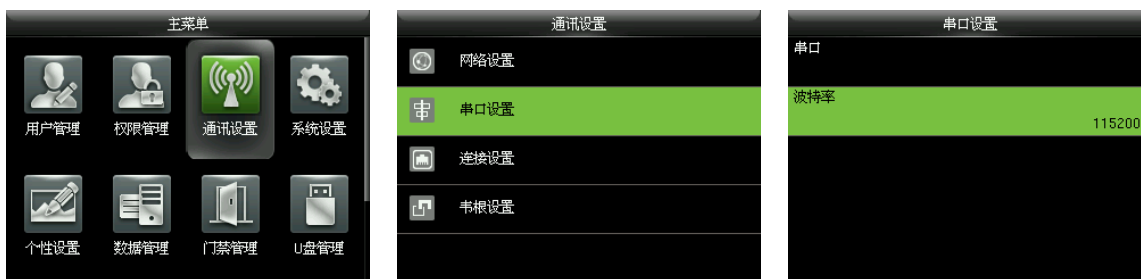 主菜单
用户管理
权限管理
通讯设置
系统设置
个性设置
数据管理
门禁管理
U盘管理
通讯设置
网络设置
串口设置
连接设置
韦根设置
串口设置
串口
波特率
115200